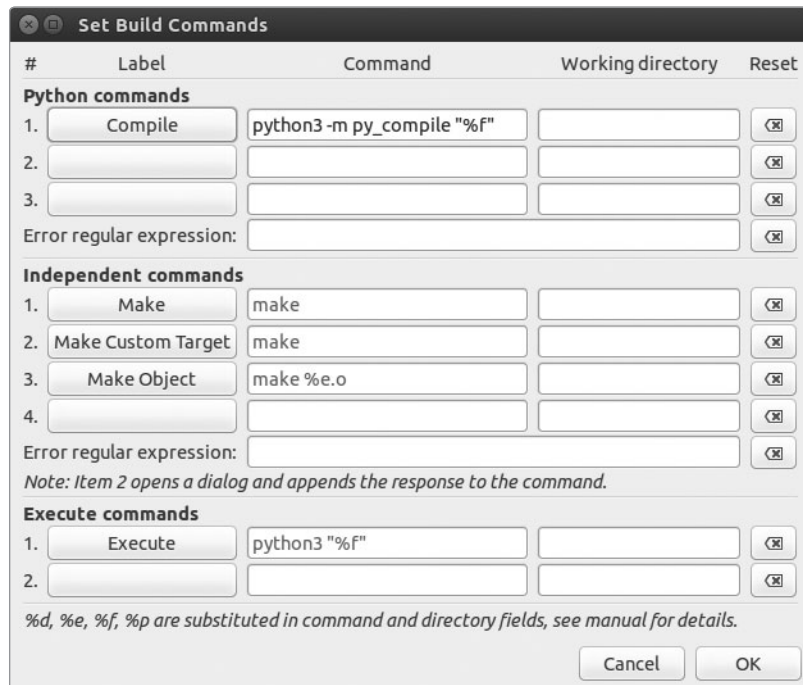 Set Build Commands
# Label Command Working directory Reset
Python commands
1. Compile python3 -m py_compile "%f"
2.
3.
Error regular expression:
Independent commands
1. Make make
2. Make Custom Target make
3. Make Object make %e.o
4.
Error regular expression:
Note: Item 2 opens a dialog and appends the response to the command.
Execute commands
1. Execute python3 "%f"
2.
%d, %e, %f, %p are substituted in command and directory fields, see manual for details.
Cancel OK